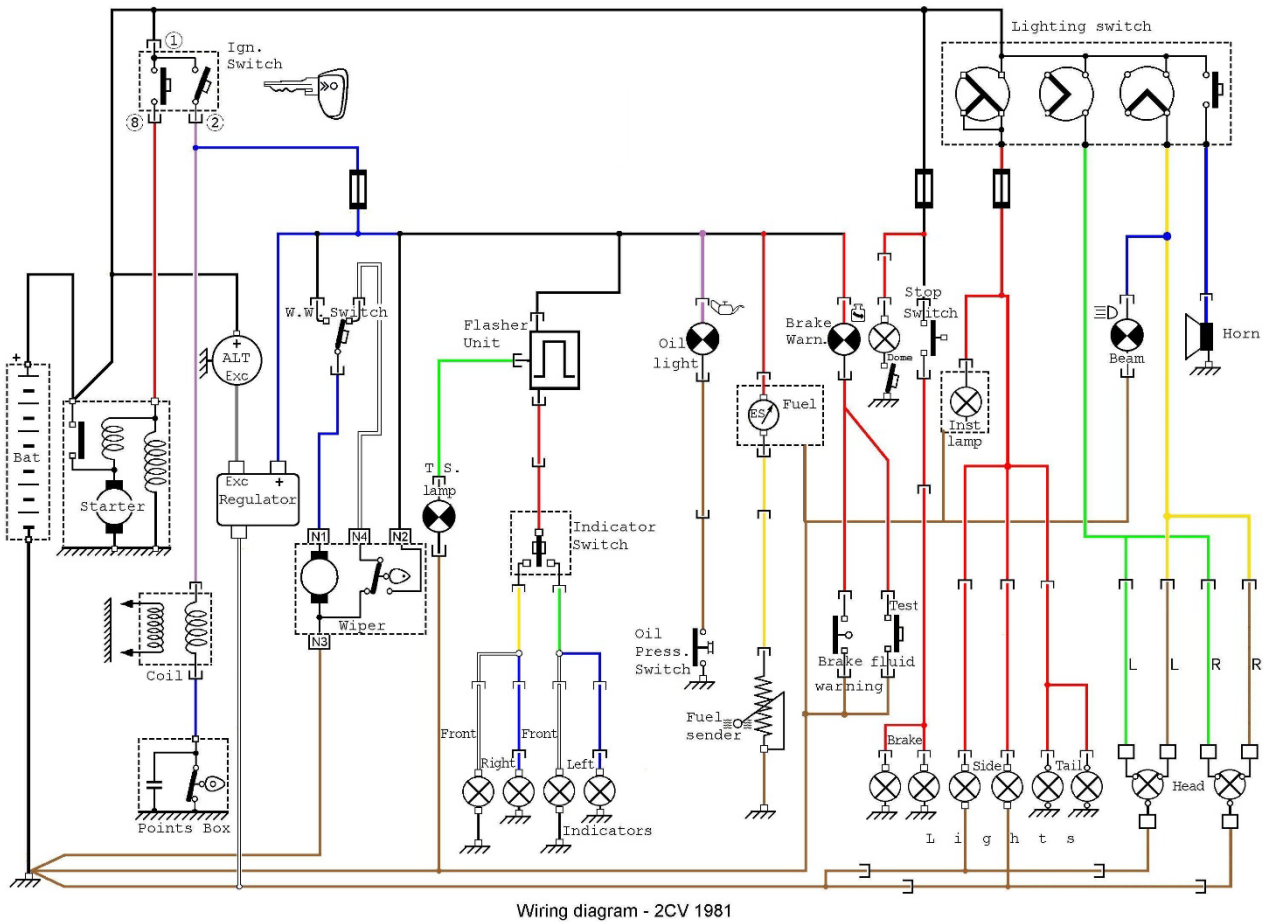 Lighting switch
①
Ign.
Switch
⑧
②
W.W. Switch
Flasher
Unit
Oil
light
Brake
Warn.
Dome
Stop
Switch
Beam
Horn
+
ALT
Exc
+
Bat
Starter
Exc
+
Regulator
T.S.
lamp
ES
Fuel
Inst
lamp
N1
N4
N2
Wiper
N3
Indicator
Switch
Coil
Oil
Press.
Switch
Test
Brake fluid
warning
L
L
R
R
Fuel
sender
Front
Front
Right
Left
Brake
Side
Tail
Head
Points Box
Indicators
Lights
Wiring diagram - 2CV 1981